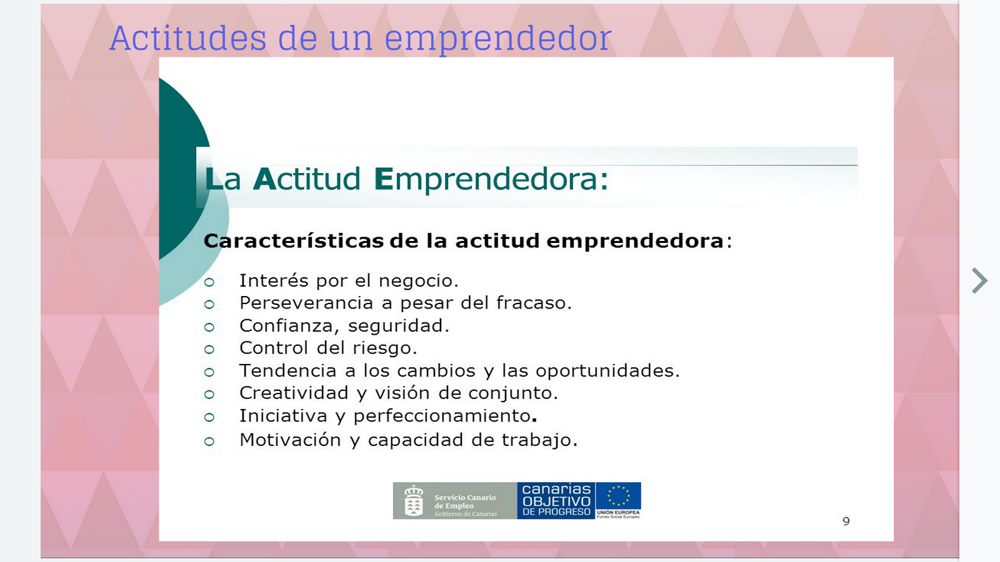 Actitudes de un emprendedor
La Actitud Emprendedora:
Características de la actitud emprendedora:
o Interés por el negocio.
o Perseverancia a pesar del fracaso.
o Confianza, seguridad.
o Control del riesgo.
o Tendencia a los cambios y las oportunidades.
o Creatividad y visión de conjunto.
o Iniciativa y perfeccionamiento.
o Motivación y capacidad de trabajo.
Servicio Canario
de Empleo
Gobierno de Canarias
canarias
OBJETIVO
DE PROGRESO
UNIÓN EUROPEA
Fondo Social Europeo
9